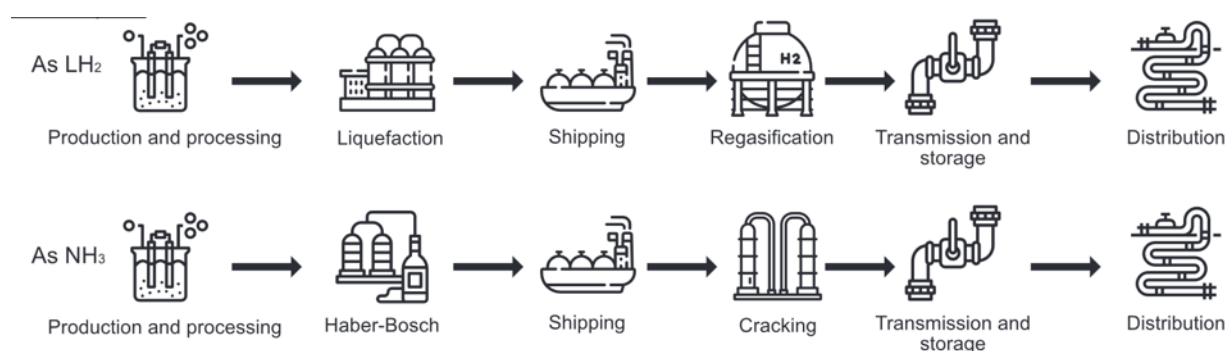 As LH₂
H2
Production and processing
Liquefaction
Shipping
Regasification
Transmission and
storage
Distribution
As NH₃
Production and processing
Haber-Bosch
Shipping
Cracking
Transmission and
storage
Distribution